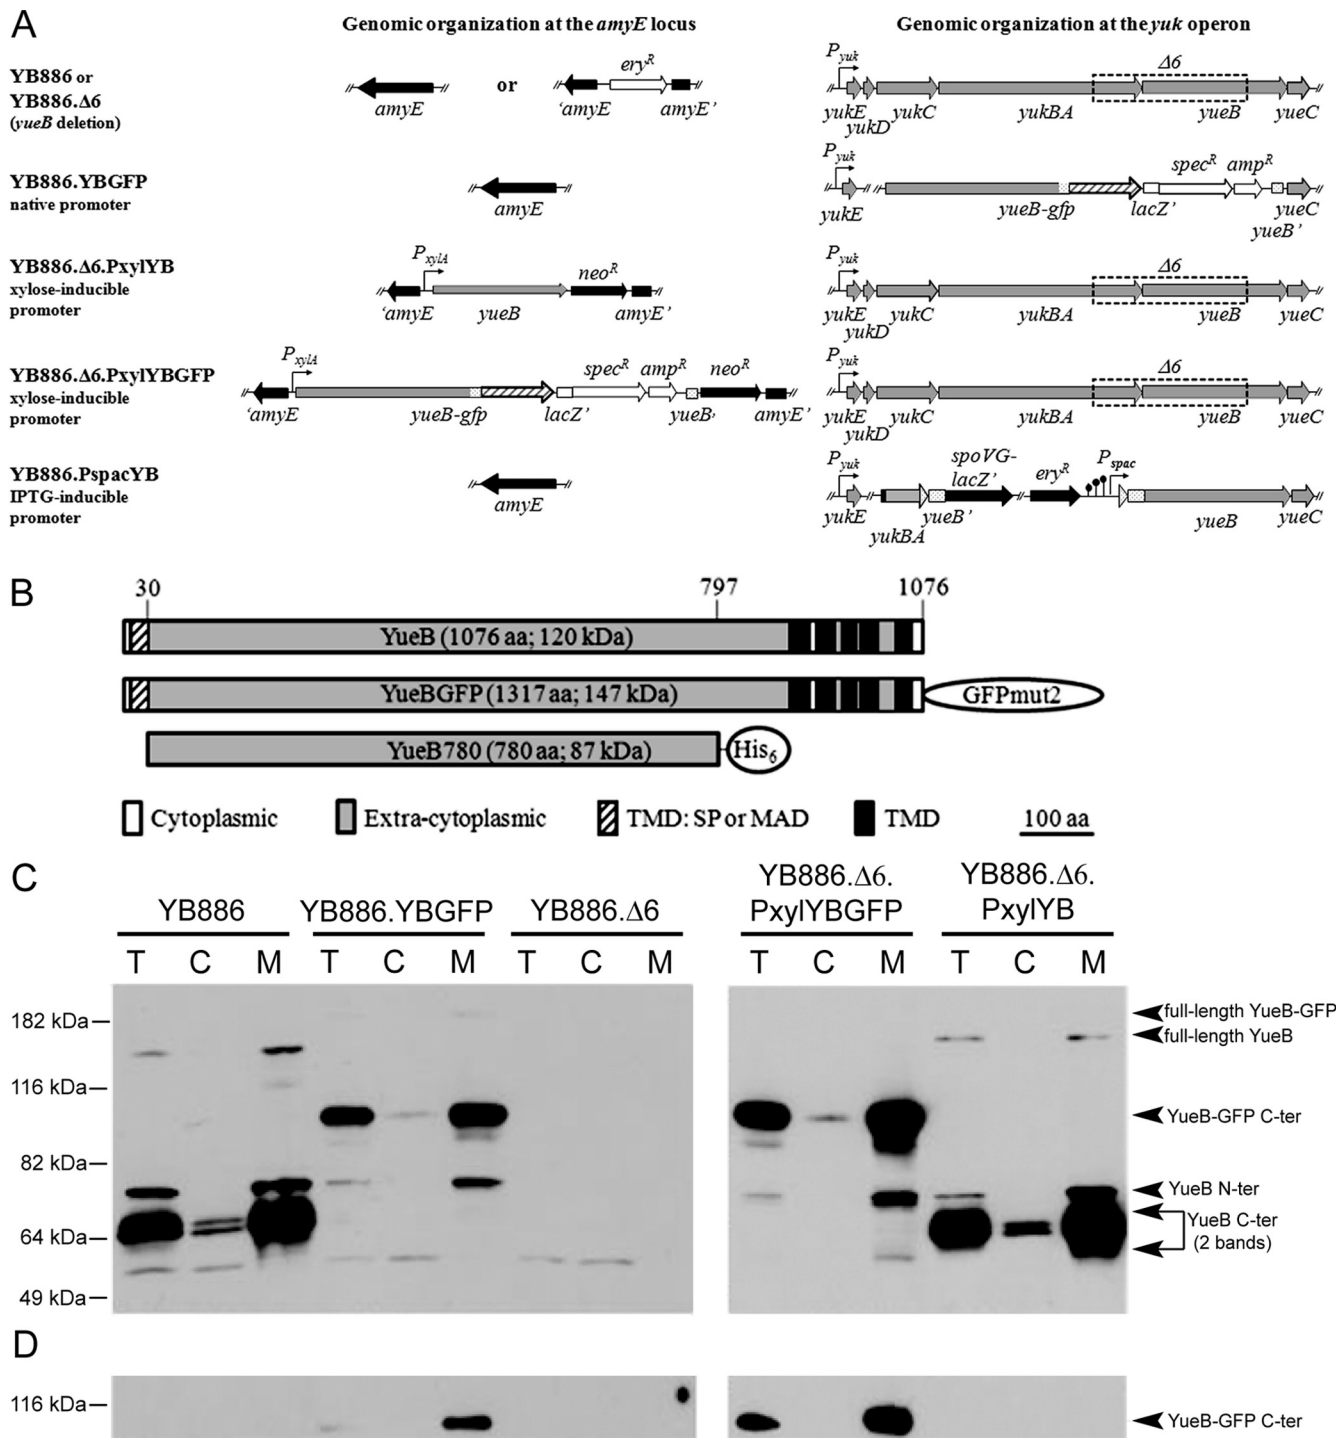 A
Genomic organization at the amyE locus
Genomic organization at the yuk operon
YB886 or
YB886.Δ6
(yueB deletion)
amyE
or
eryR
'amyE
amyE'
Pyuk
Δ6
yukE
yukD
yukC
yukBA
yueB
yueC
YB886.YBGFP
native promoter
amyE
Pyuk
specR
ampR
yukE
yueB-gfp
lacZ'
yueC
yueB'
YB886.Δ6.PxylYB
xylose-inducible
promoter
PxylA
neoR
'amyE
yueB
amyE'
Pyuk
Δ6
yukE
yukD
yukC
yukBA
yueB
yueC
YB886.Δ6.PxylYBGFP
xylose-inducible
promoter
PxylA
specR
ampR
neoR
'amyE
yueB-gfp
lacZ'
yueB'
amyE'
Pyuk
Δ6
yukE
yukD
yukC
yukBA
yueB
yueC
YB886.PspacYB
IPTG-inducible
promoter
amyE
Pyuk
spoVG-
lacZ'
eryR
Pspac
yukE
yukBA
yueB'
yueB
yueC
B
30
797
1076
YueB (1076 aa; 120 kDa)
YueBGFP (1317 aa; 147 kDa)
GFPmut2
YueB780 (780 aa; 87 kDa)
His6
Cytoplasmic
Extra-cytoplasmic
TMD: SP or MAD
TMD
100 aa
C
YB886
YB886.YBGFP
YB886.Δ6
YB886.Δ6.
PxylYBGFP
YB886.Δ6.
PxylYB
T C M T C M T C M T C M T C M
182 kDa
116 kDa
82 kDa
64 kDa
49 kDa
full-length YueB-GFP
full-length YueB
YueB-GFP C-ter
YueB N-ter
YueB C-ter
(2 bands)
D
116 kDa
YueB-GFP C-ter